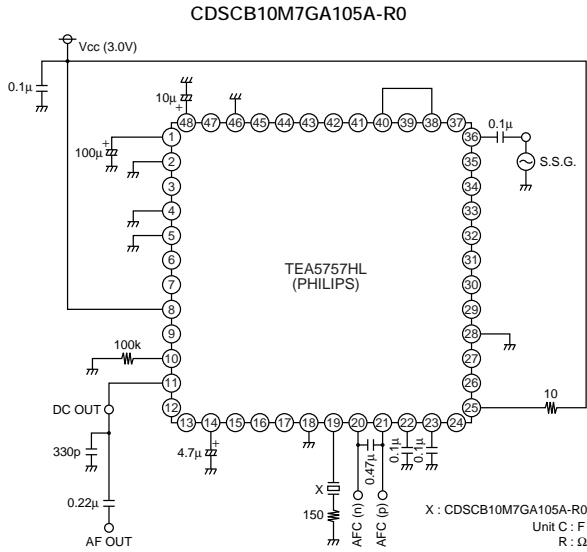 CDSCB10M7GA105A-R0
Vcc (3.0V)
0.1μ
10μ
+
48 47 46 45 44 43 42 41 40 39 38 37
100μ
+
0.1μ
S.S.G.
1
2
3
4
5
6
7
8
9
10
11
12
36
35
34
33
32
31
30
29
28
27
26
25
TEA5757HL
(PHILIPS)
100k
DC OUT
10
13 14 15 16 17 18 19 20 21 22 23 24
330p
4.7μ
+
0.47μ
0.1μ
0.1μ
0.22μ
X
150
AFC (n)
AFC (p)
AF OUT
X : CDSCB10M7GA105A-R0
Unit C : F
R : Ω